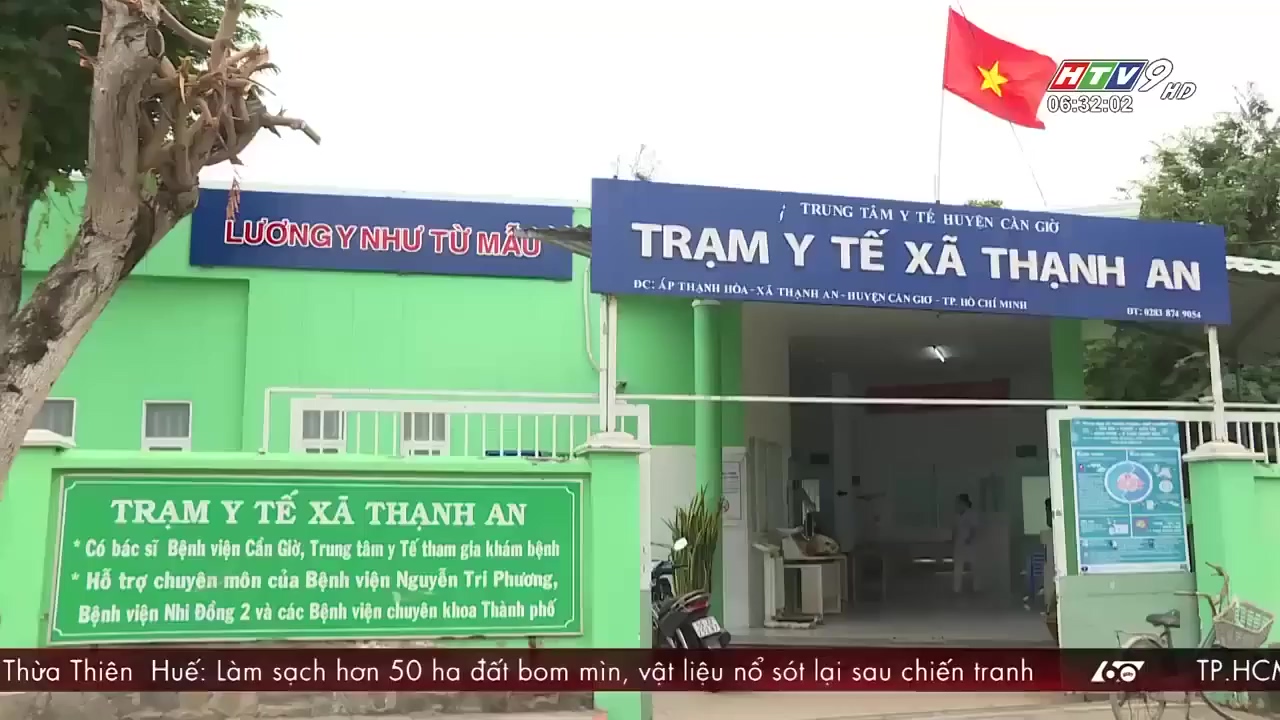 HTV9 HD
06:32:02
LƯƠNG Y NHƯ TỪ MẪU
TRUNG TÂM Y TẾ HUYỆN CẦN GIỜ
TRẠM Y TẾ XÃ THẠNH AN
ĐC: ẤP THẠNH HÒA - XÃ THẠNH AN - HUYỆN CẦN GIỜ - TP. HỒ CHÍ MINH
ĐT: 0283 874 9054
TRẠM Y TẾ XÃ THẠNH AN
* Có bác sĩ Bệnh viện Cần Giờ, Trung tâm y Tế tham gia khám bệnh
* Hỗ trợ chuyên môn của Bệnh viện Nguyễn Tri Phương,
Bệnh viện Nhi Đồng 2 và các Bệnh viện chuyên khoa Thành phố
Thừa Thiên Huế: Làm sạch hơn 50 ha đất bom mìn, vật liệu nổ sót lại sau chiến tranh
60 giây
TP.HCM